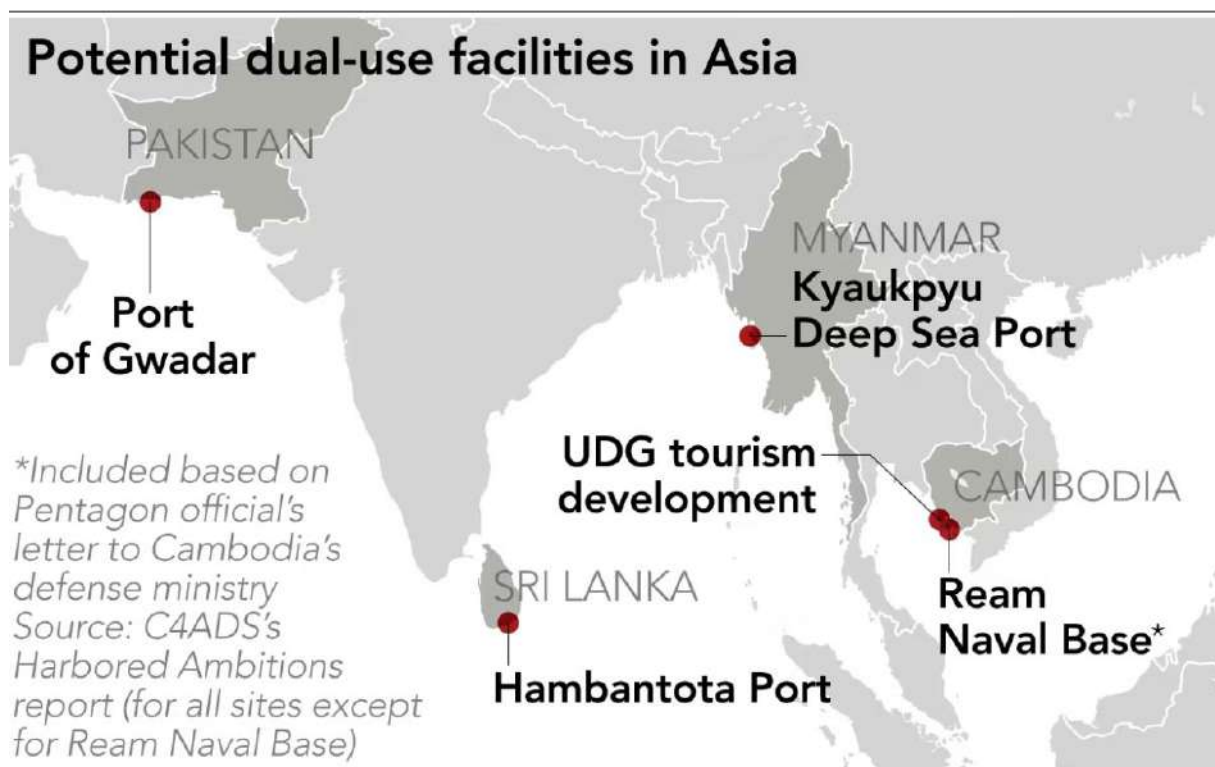 Potential dual-use facilities in Asia
PAKISTAN
Port
of Gwadar
MYANMAR
Kyaukpyu
Deep Sea Port
UDG tourism
development
CAMBODIA
Ream
Naval Base*
SRI LANKA
Hambantota Port
*Included based on
Pentagon official's
letter to Cambodia's
defense ministry
Source: C4ADS's
Harbored Ambitions
report (for all sites except
for Ream Naval Base)